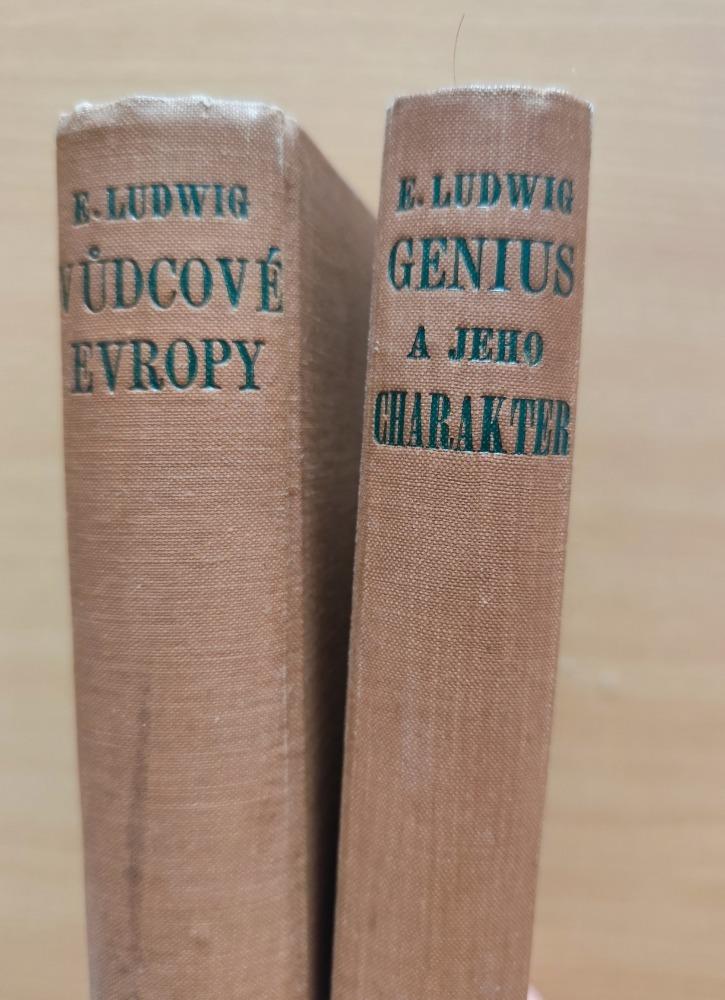 E. LUDWIG
VŮDCOVÉ
EVROPY
E. LUDWIG
GENIUS
A JEHO
CHARAKTER